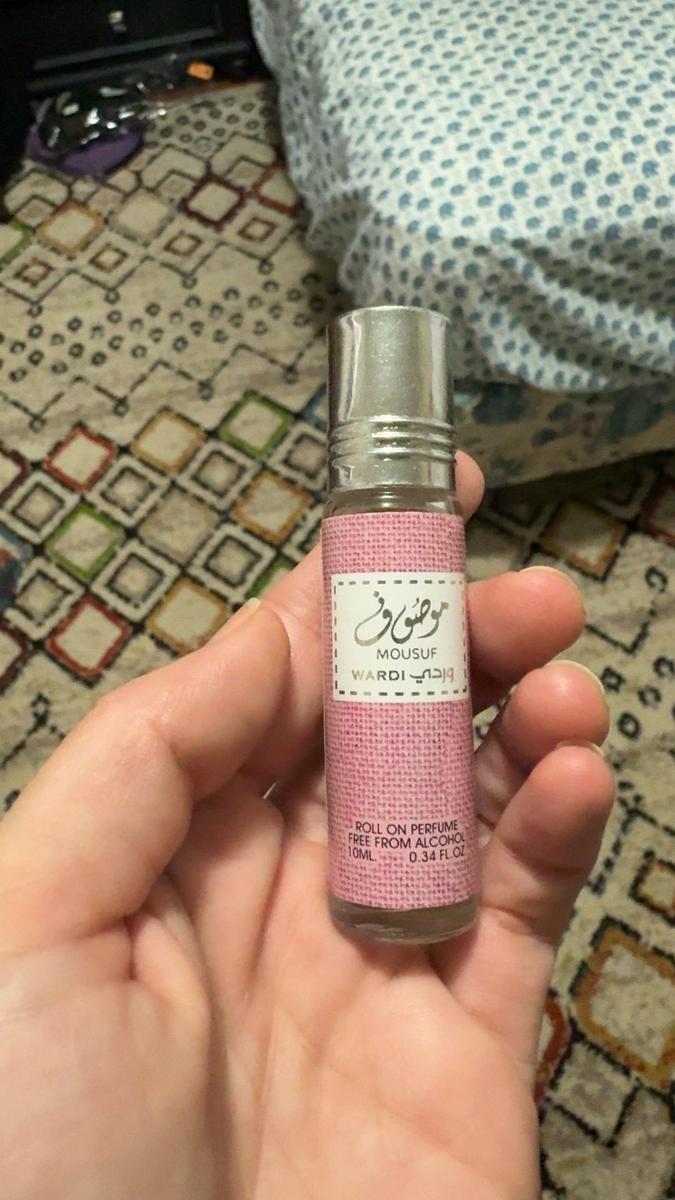 موصوف
MOUSUF
WARDI وردي
ROLL ON PERFUME
FREE FROM ALCOHOL
10ML. 0.34 FL.OZ